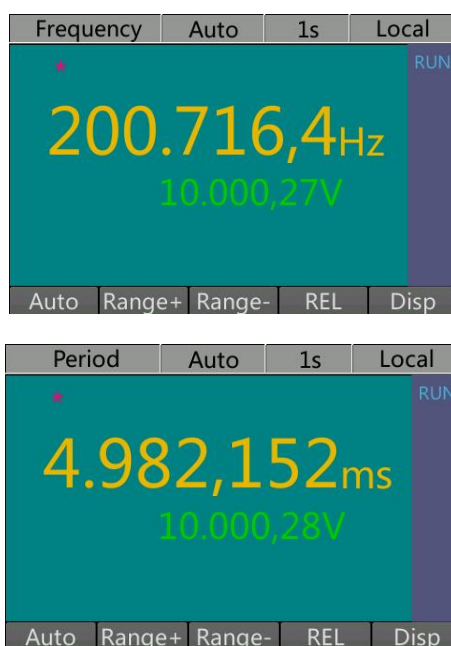 Frequency Auto 1s Local
RUN
*
200.716,4Hz
10.000,27V
Auto Range+ Range- REL Disp
Period Auto 1s Local
RUN
*
4.982,152ms
10.000,28V
Auto Range+ Range- REL Disp